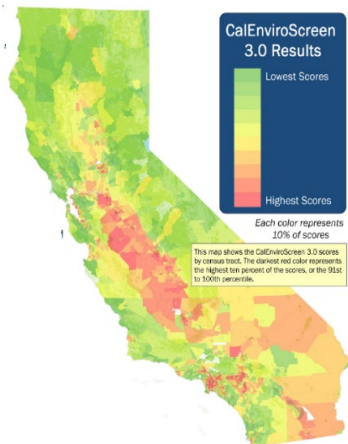 CalEnviroScreen
3.0 Results
Lowest Scores
Highest Scores
Each color represents
10% of scores
This map shows the CalEnviroScreen 3.0 scores
by census tract. The darkest red color represents
the highest ten percent of the scores, or the 91st
to 100th percentile.